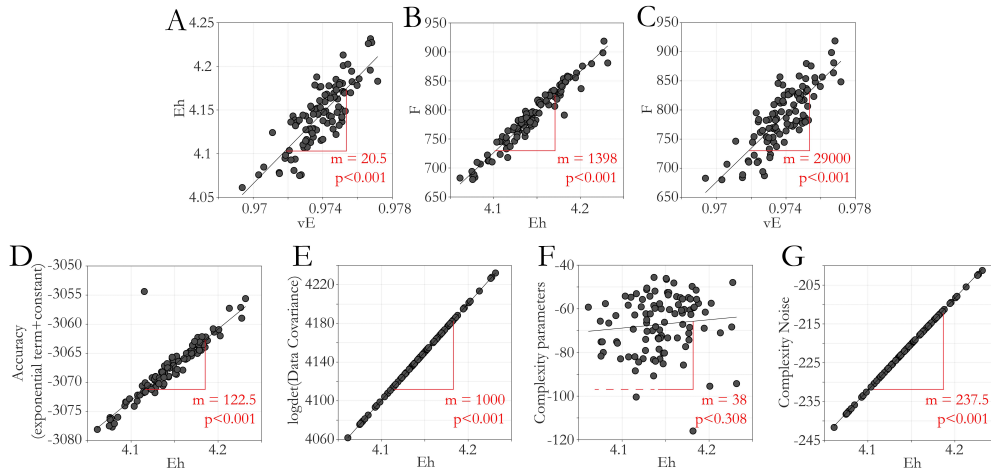 A
4.25
4.2
4.15
4.1
4.05
Eh
0.97
0.974
0.978
vE
m = 20.5
p<0.001
B
950
900
850
800
750
700
650
F
4.1
4.2
Eh
m = 1398
p<0.001
C
950
900
850
800
750
700
650
F
0.97
0.974
0.978
vE
m = 29000
p<0.001
D
-3050
-3055
-3060
-3065
-3070
-3075
-3080
Accuracy
(exponential term+constant)
4.1
4.2
Eh
m = 122.5
p<0.001
E
4220
4180
4140
4100
4060
logdet(Data Covariance)
4.1
4.2
Eh
m = 1000
p<0.001
F
-40
-60
-80
-100
-120
Complexity parameters
4.1
4.2
Eh
m = 38
p<0.308
G
-205
-215
-225
-235
-245
Complexity Noise
4.1
4.2
Eh
m = 237.5
p<0.001